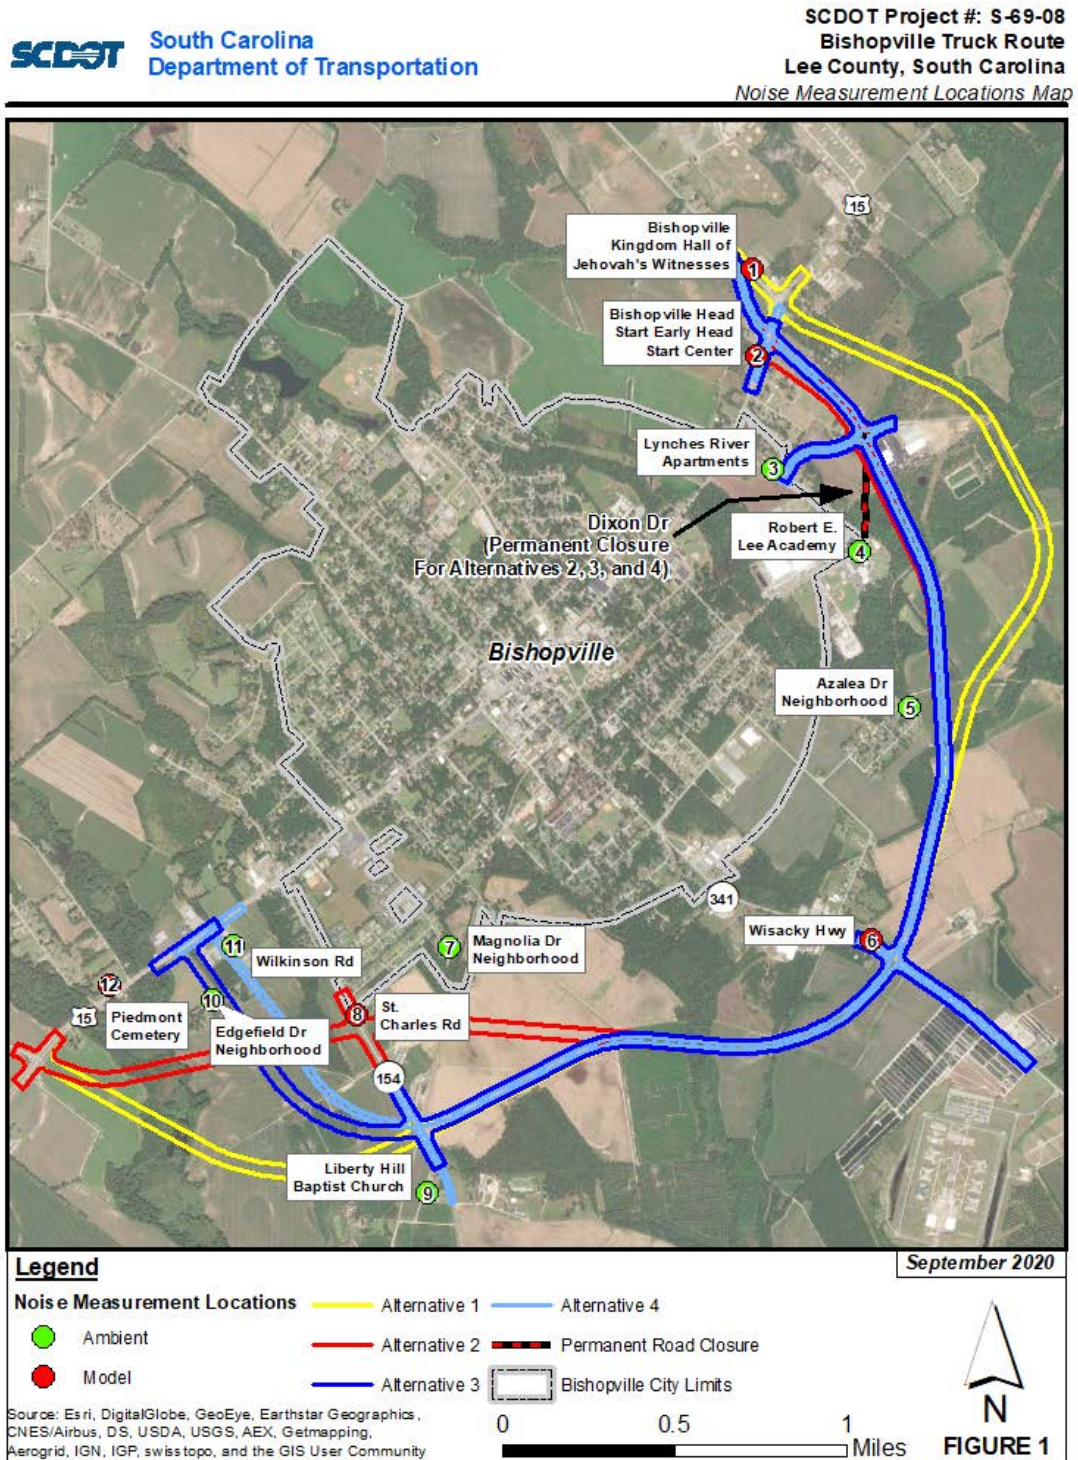 SCDOT
South Carolina
Department of Transportation
SCDOT Project #: S-69-08
Bishopville Truck Route
Lee County, South Carolina
Noise Measurement Locations Map
15
Bishopville
Kingdom Hall of
Jehovah's Witnesses
1
Bishopville Head
Start Early Head
Start Center
2
Lynches River
Apartments
3
Dixon Dr
(Permanent Closure
For Alternatives 2, 3, and 4)
Robert E.
Lee Academy
4
Bishopville
Azalea Dr
Neighborhood
5
341
Wisacky Hwy
6
7
Magnolia Dr
Neighborhood
11
Wilkinson Rd
12
15
Piedmont
Cemetery
10
Edgefield Dr
Neighborhood
8
St.
Charles Rd
154
Liberty Hill
Baptist Church
9
September 2020
Legend
Noise Measurement Locations
Ambient
Model
Alternative 1
Alternative 2
Alternative 3
Alternative 4
Permanent Road Closure
Bishopville City Limits
Source: Esri, DigitalGlobe, GeoEye, Earthstar Geographics,
CNES/Airbus, DS, USDA, USGS, AEX, Getmapping,
Aerogrid, IGN, IGP, swisstopo, and the GIS User Community
0 0.5 1
Miles
N
FIGURE 1